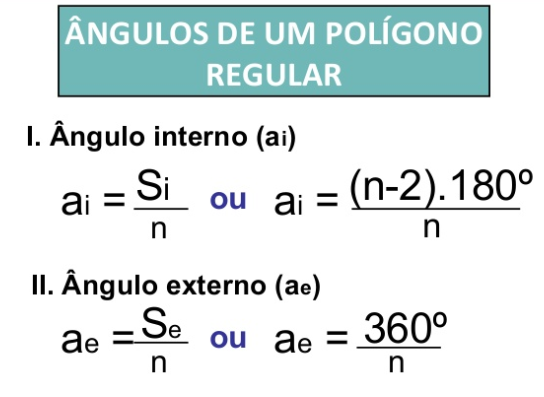 ÂNGULOS DE UM POLÍGONO
REGULAR
I. Ângulo interno (ai)
ai = Si/n ou ai = (n-2).180º/n
II. Ângulo externo (ae)
ae = Se/n ou ae = 360º/n